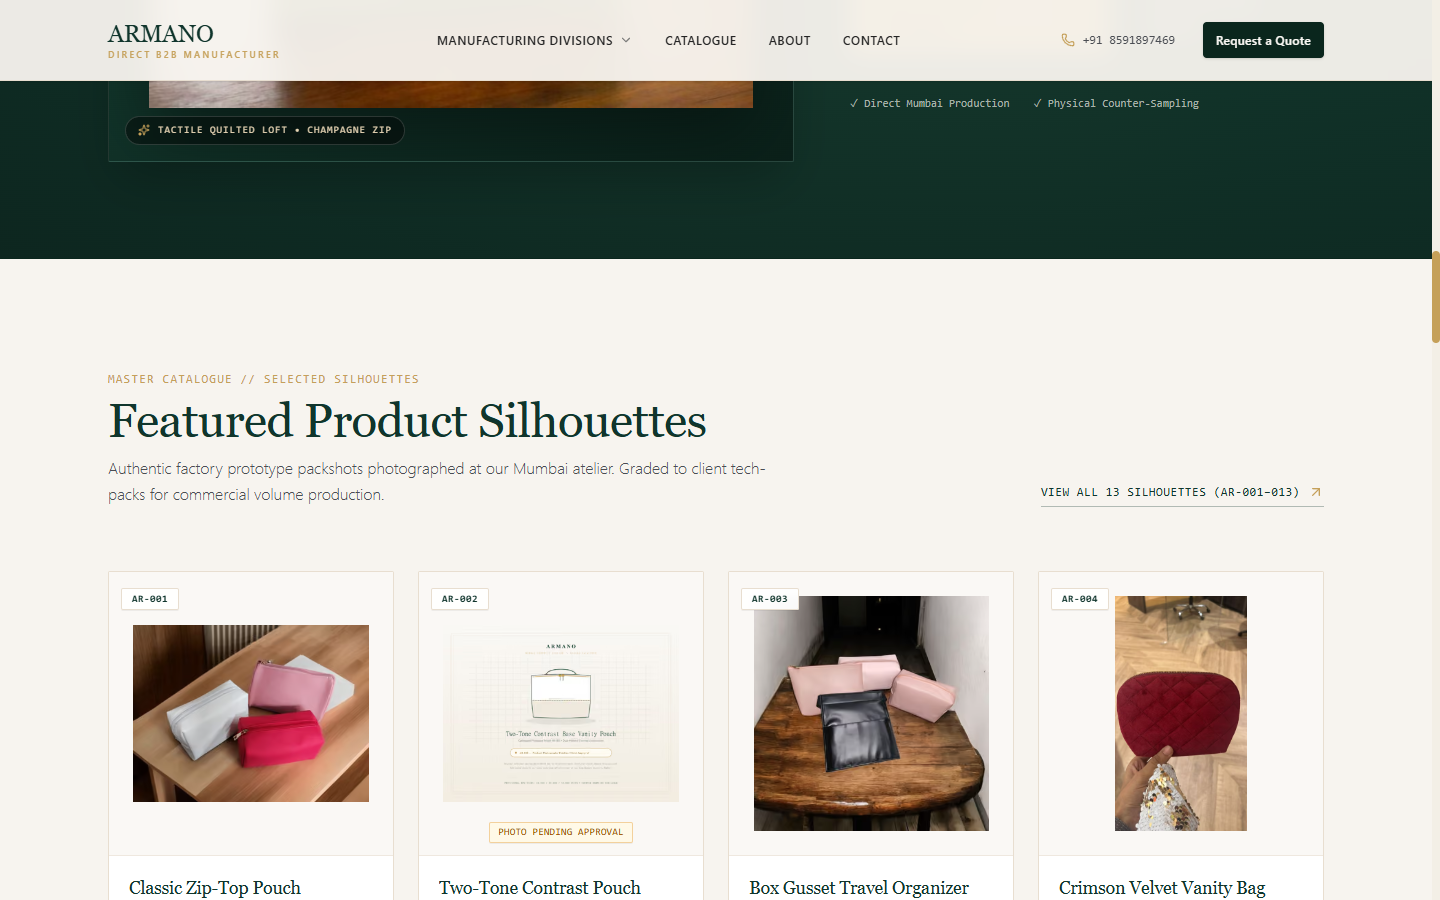 ARMANO
DIRECT B2B MANUFACTURER
MANUFACTURING DIVISIONS
CATALOGUE
ABOUT
CONTACT
+91 8591897469
Request a Quote
✓ Direct Mumbai Production
✓ Physical Counter-Sampling
TACTILE QUILTED LOFT • CHAMPAGNE ZIP
MASTER CATALOGUE // SELECTED SILHOUETTES
Featured Product Silhouettes
Authentic factory prototype packshots photographed at our Mumbai atelier. Graded to client tech-
packs for commercial volume production.
VIEW ALL 13 SILHOUETTES (AR-001–013)
AR-001
AR-002
AR-003
AR-004
ARMANO
Two-Tone Contrast Base Vanity Pouch
PHOTO PENDING APPROVAL
Classic Zip-Top Pouch
Two-Tone Contrast Pouch
Box Gusset Travel Organizer
Crimson Velvet Vanity Bag